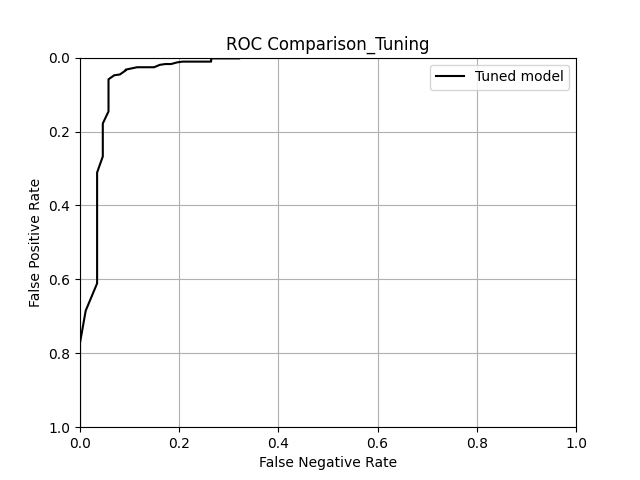 ROC Comparison_Tuning
Tuned model
False Positive Rate
0.0
0.2
0.4
0.6
0.8
1.0
0.0 0.2 0.4 0.6 0.8 1.0
False Negative Rate